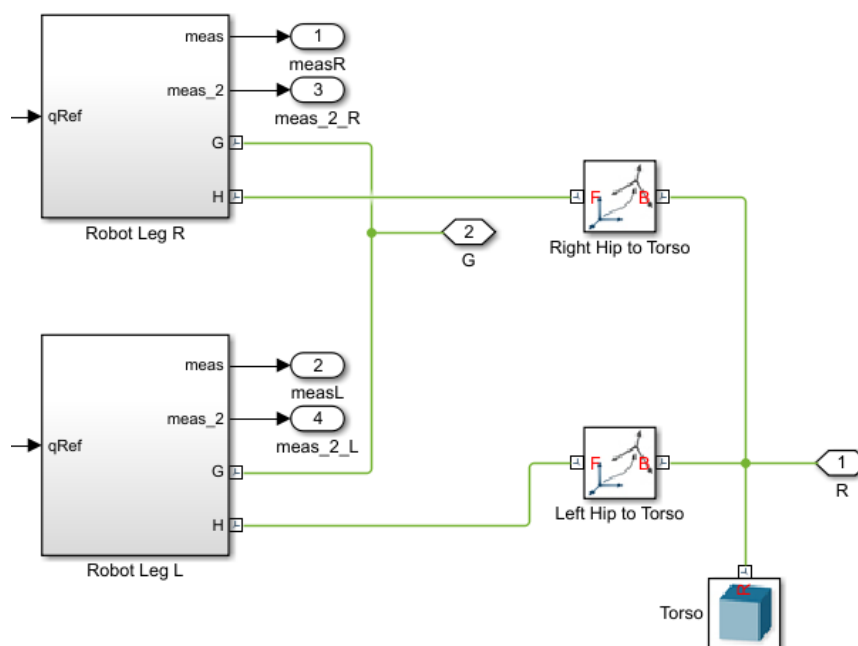 meas
1
measR
meas_2
3
meas_2_R
qRef
G
H
Robot Leg R
2
G
F
B
Right Hip to Torso
meas
2
measL
meas_2
4
meas_2_L
qRef
G
H
Robot Leg L
F
B
Left Hip to Torso
1
R
R
Torso